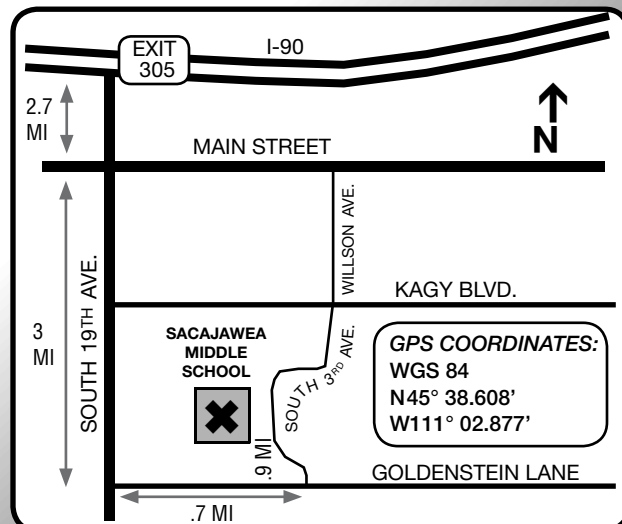 EXIT
305
I-90
2.7
MI
N
MAIN STREET
WILLSON AVE.
SOUTH 19TH AVE.
KAGY BLVD.
3
MI
SACAJAWEA
MIDDLE
SCHOOL
SOUTH 3RD AVE.
GPS COORDINATES:
WGS 84
N45° 38.608’
W111° 02.877’
.9 MI
GOLDENSTEIN LANE
.7 MI